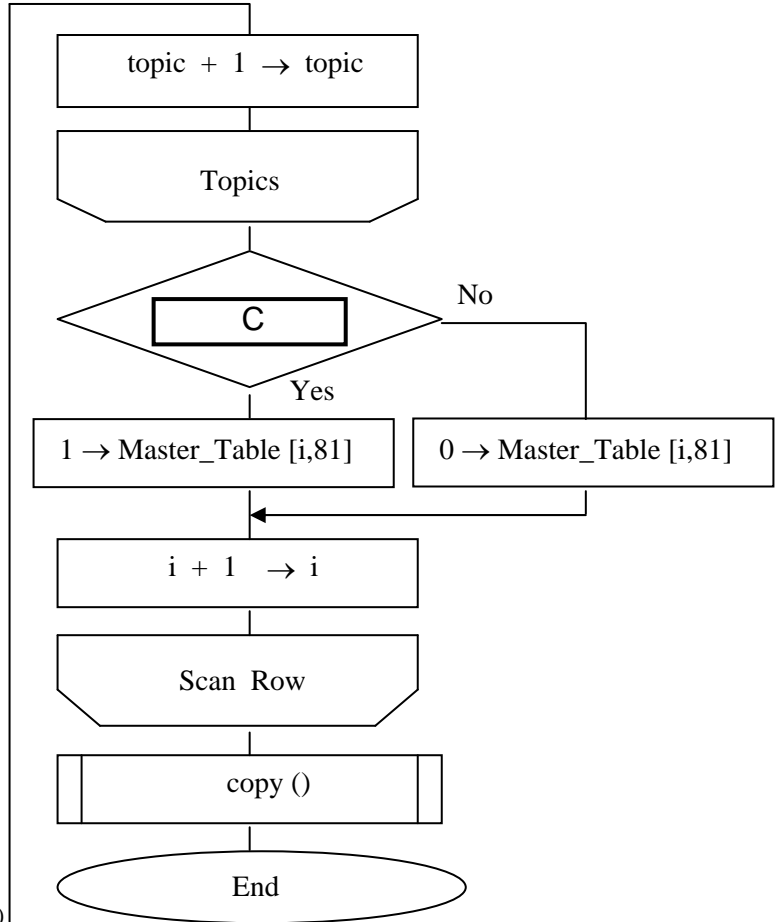 topic + 1 → topic
Topics
C
No
Yes
1 → Master_Table [i,81]
0 → Master_Table [i,81]
i + 1 → i
Scan Row
copy ()
End